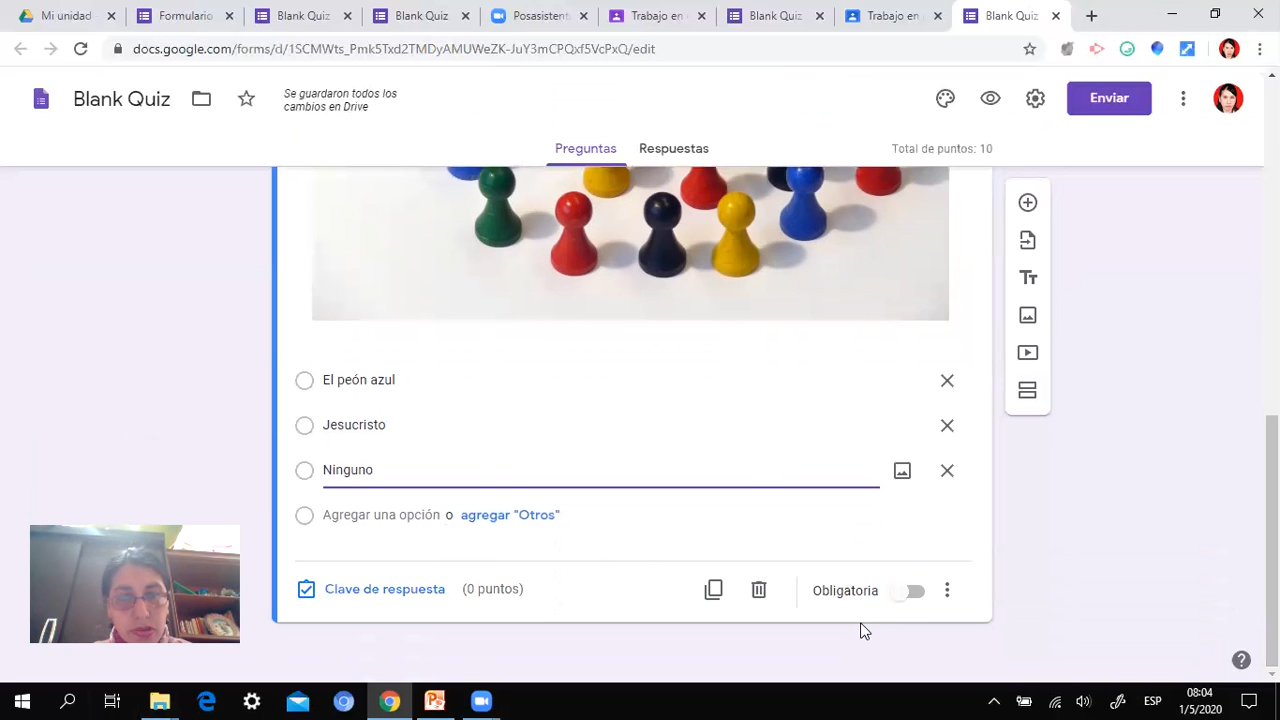 Mi unidad
Formulario
Blank Quiz
Blank Quiz
Posasistent
Trabajo en
Blank Quiz
Trabajo en
Blank Quiz
docs.google.com/forms/d/1SCMWts_Pmk5Txd2TMDyAMUWeZK-JuY3mCPQxf5VcPxQ/edit
Blank Quiz
Se guardaron todos los
cambios en Drive
Enviar
Preguntas
Respuestas
Total de puntos: 10
El peón azul
Jesucristo
Ninguno
Agregar una opción o agregar "Otros"
Clave de respuesta (0 puntos)
Obligatoria
ESP
08:04
1/5/2020